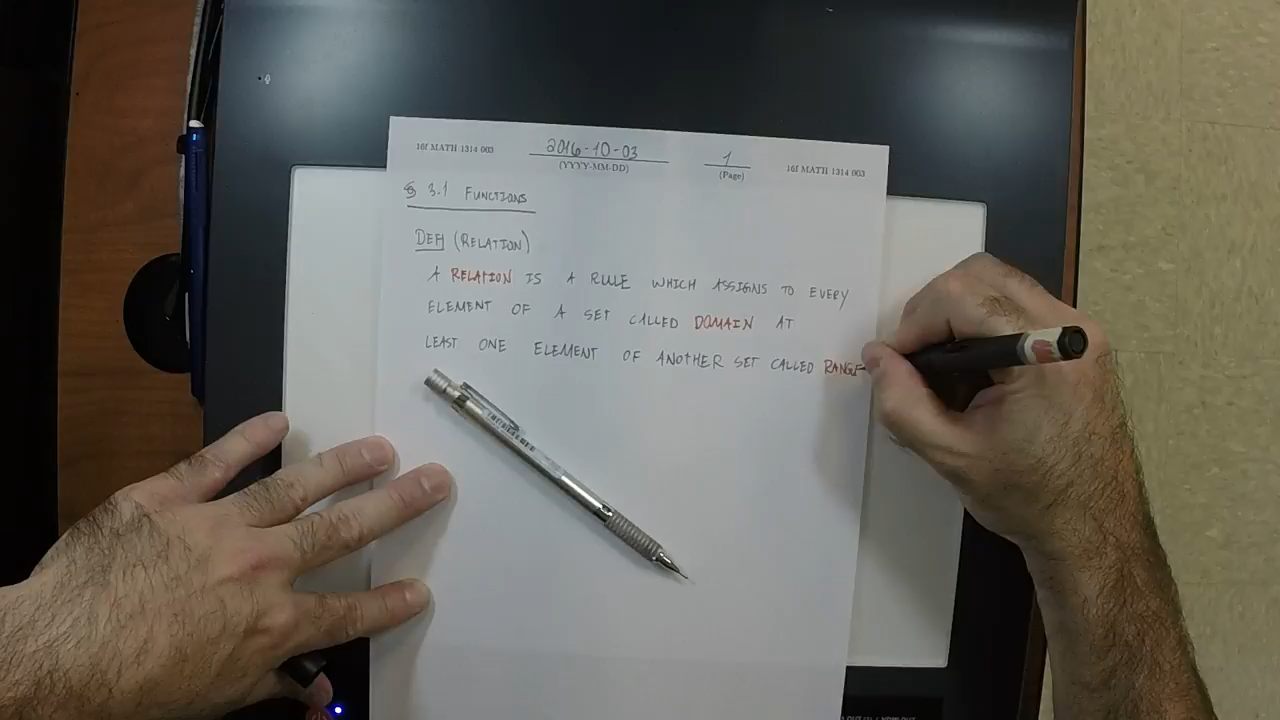 16f MATH 1314 003 2016-10-03 1 16f MATH 1314 003
(YYYY-MM-DD) (Page)
§ 3.1 FUNCTIONS
DEF (RELATION)
A RELATION IS A RULE WHICH ASSIGNS TO EVERY
ELEMENT OF A SET CALLED DOMAIN AT
LEAST ONE ELEMENT OF ANOTHER SET CALLED RANGE